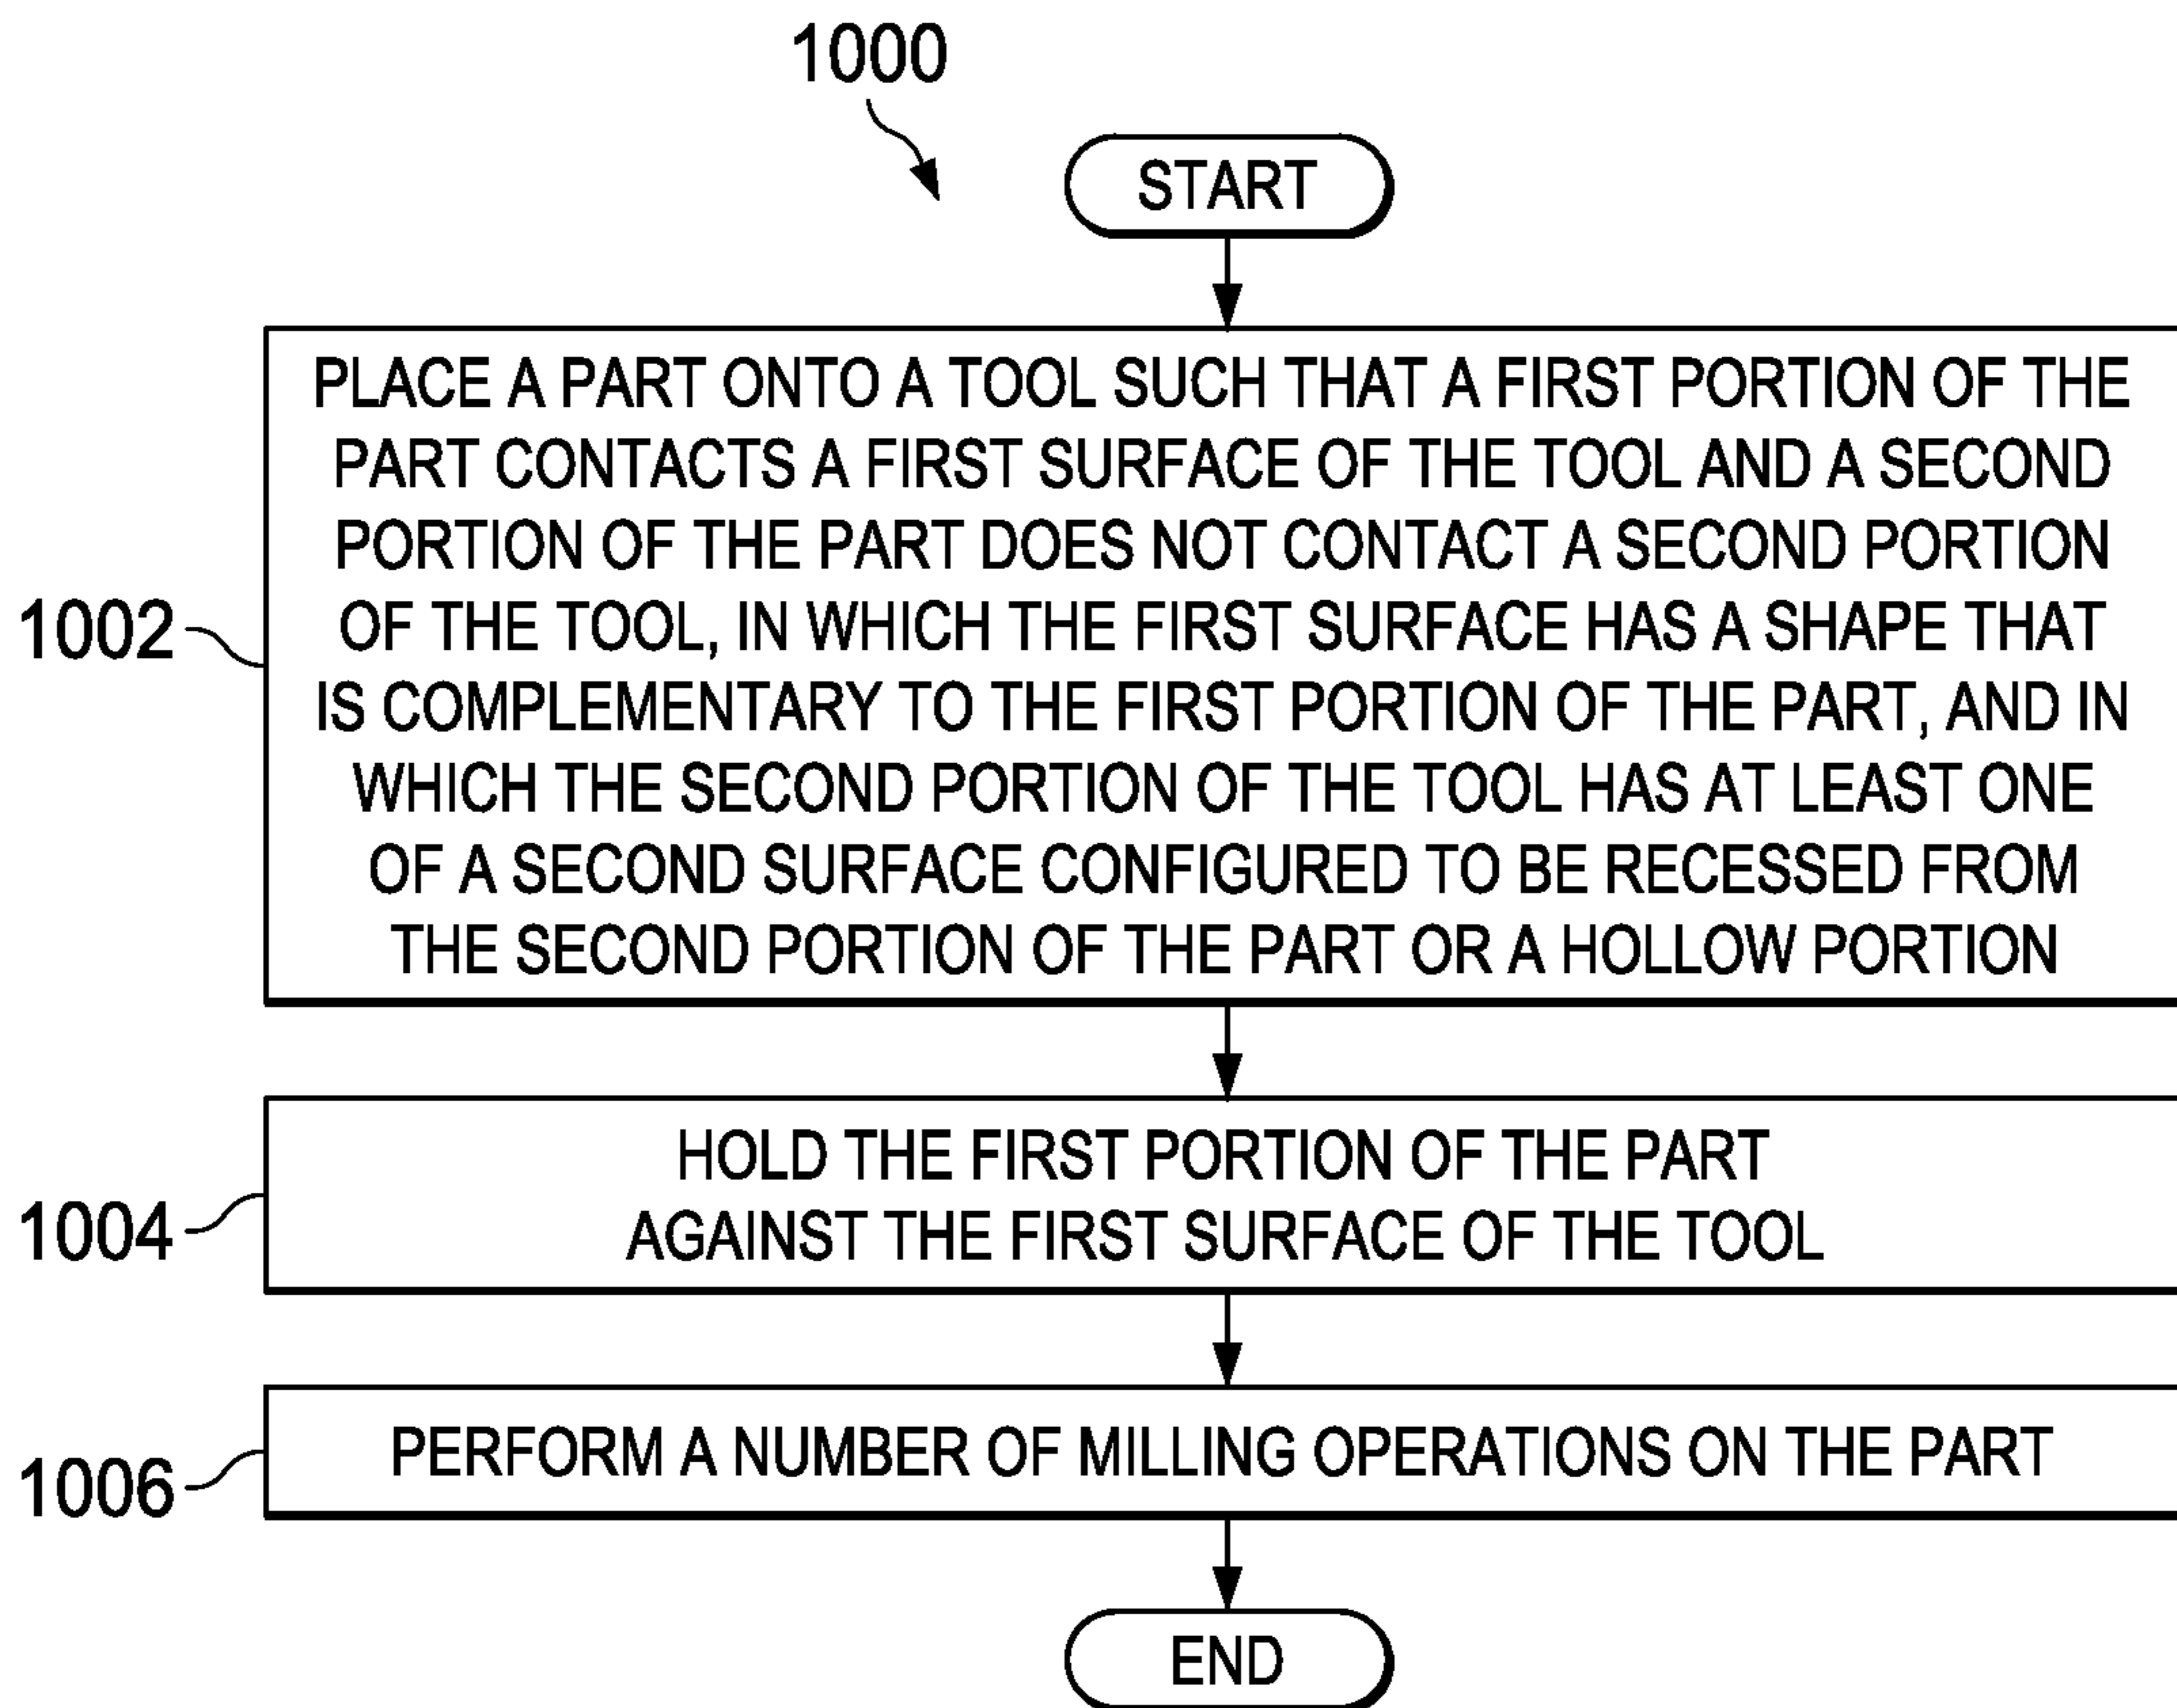 1000
START
PLACE A PART ONTO A TOOL SUCH THAT A FIRST PORTION OF THE
PART CONTACTS A FIRST SURFACE OF THE TOOL AND A SECOND
PORTION OF THE PART DOES NOT CONTACT A SECOND PORTION
1002 OF THE TOOL, IN WHICH THE FIRST SURFACE HAS A SHAPE THAT
IS COMPLEMENTARY TO THE FIRST PORTION OF THE PART, AND IN
WHICH THE SECOND PORTION OF THE TOOL HAS AT LEAST ONE
OF A SECOND SURFACE CONFIGURED TO BE RECESSED FROM
THE SECOND PORTION OF THE PART OR A HOLLOW PORTION
HOLD THE FIRST PORTION OF THE PART
1004 AGAINST THE FIRST SURFACE OF THE TOOL
1006 PERFORM A NUMBER OF MILLING OPERATIONS ON THE PART
END